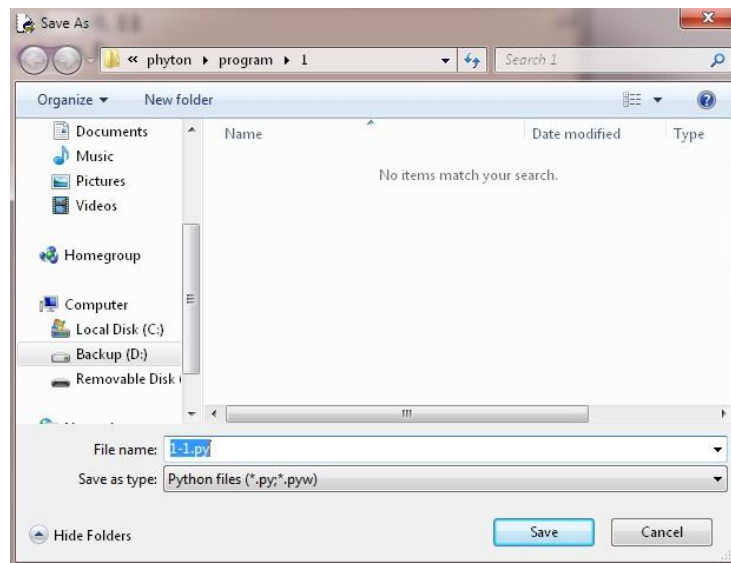 Save As
« phyton ▸ program ▸ 1
Search 1
Organize ▾ New folder
Name Date modified Type
No items match your search.
Documents
Music
Pictures
Videos
Homegroup
Computer
Local Disk (C:)
Backup (D:)
Removable Disk
File name: 1-1.py
Save as type: Python files (*.py;*.pyw)
Hide Folders
Save Cancel